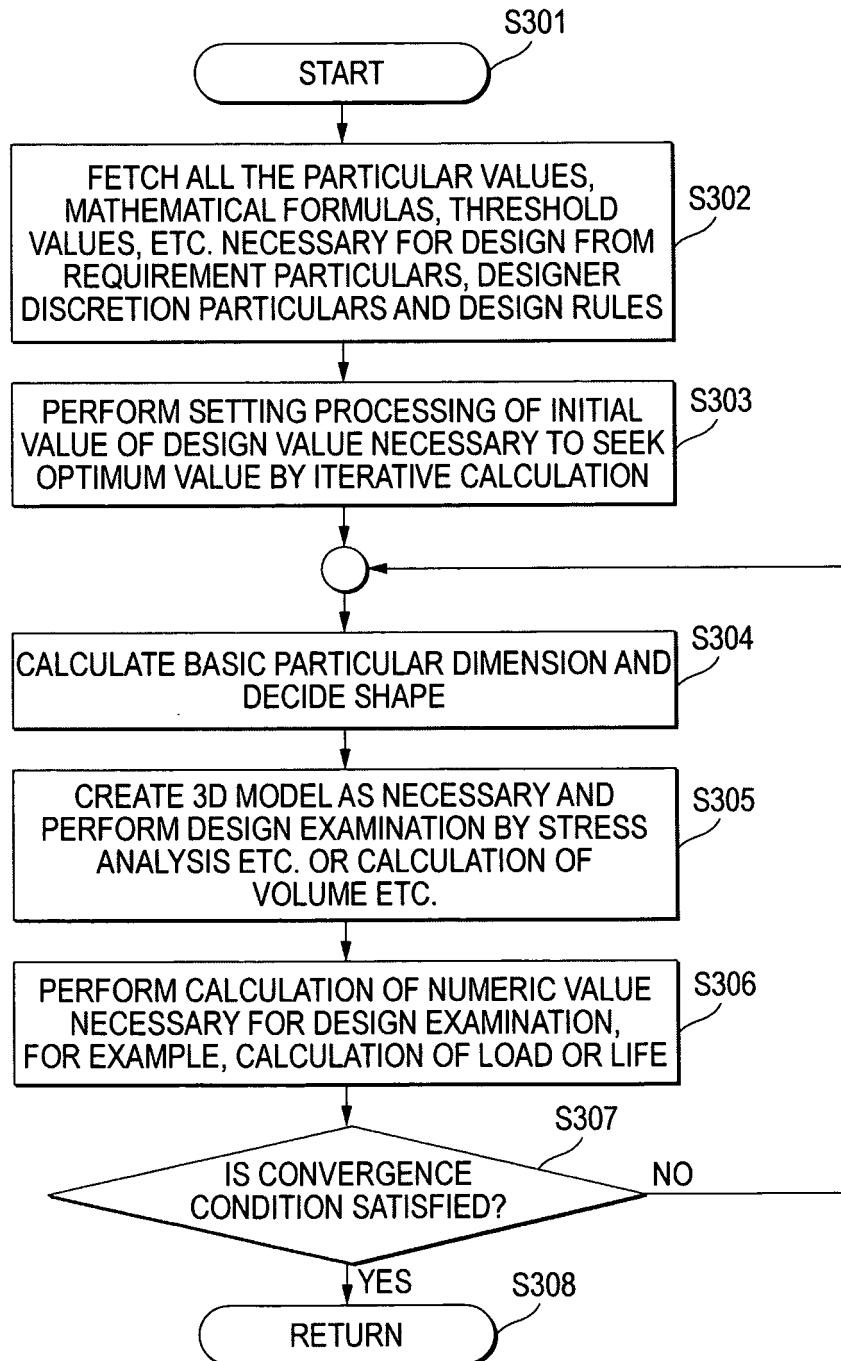 S301
START
FETCH ALL THE PARTICULAR VALUES,
MATHEMATICAL FORMULAS, THRESHOLD
VALUES, ETC. NECESSARY FOR DESIGN FROM
REQUIREMENT PARTICULARS, DESIGNER
DISCRETION PARTICULARS AND DESIGN RULES
S302
PERFORM SETTING PROCESSING OF INITIAL
VALUE OF DESIGN VALUE NECESSARY TO SEEK
OPTIMUM VALUE BY ITERATIVE CALCULATION
S303
CALCULATE BASIC PARTICULAR DIMENSION AND
DECIDE SHAPE
S304
CREATE 3D MODEL AS NECESSARY AND
PERFORM DESIGN EXAMINATION BY STRESS
ANALYSIS ETC. OR CALCULATION OF
VOLUME ETC.
S305
PERFORM CALCULATION OF NUMERIC VALUE
NECESSARY FOR DESIGN EXAMINATION,
FOR EXAMPLE, CALCULATION OF LOAD OR LIFE
S306
S307
IS CONVERGENCE
CONDITION SATISFIED?
NO
YES
S308
RETURN